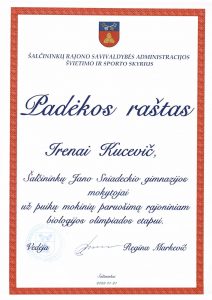 ŠALČININKŲ RAJONO SAVIVALDYBĖS ADMINISTRACIJOS
ŠVIETIMO IR SPORTO SKYRIUS
Padėkos raštas
Irenai Kucevič,
Šalčininkų Jano Sniadeckio gimnazijos
mokytojai
už puikų mokinių paruošimą rajoniniam
biologijos olimpiados etapui.
Vedėja Regina Markevič
Šalčininkai